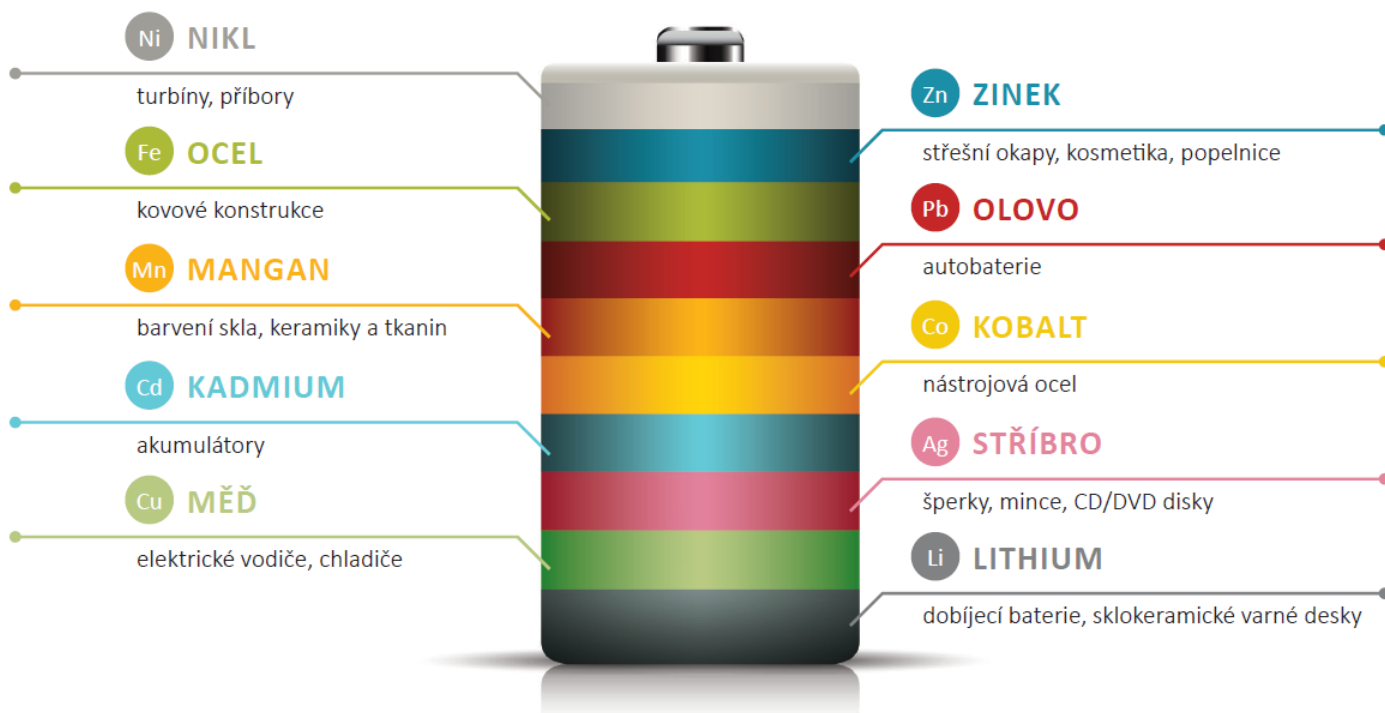 Ni NIKL
turbíny, příbory
Fe OCEL
kovové konstrukce
Mn MANGAN
barvení skla, keramiky a tkanin
Cd KADMIUM
akumulátory
Cu MĚĎ
elektrické vodiče, chladiče
Zn ZINEK
střešní okapy, kosmetika, popelnice
Pb OLOVO
autobaterie
Co KOBALT
nástrojová ocel
Ag STŘÍBRO
šperky, mince, CD/DVD disky
Li LITHIUM
dobíjecí baterie, sklokeramické varné desky